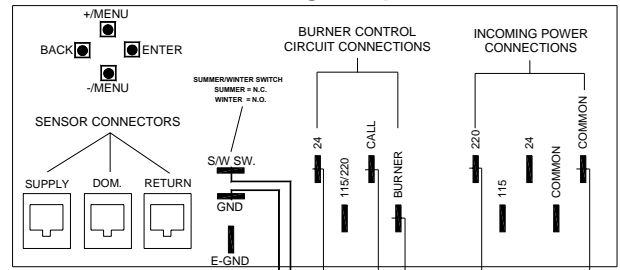 +/MENU
BACK
ENTER
-/MENU
SENSOR CONNECTORS
SUPPLY
DOM.
RETURN
SUMMER/WINTER SWITCH
SUMMER = N.C.
WINTER = N.O.
S/W SW.
GND
E-GND
BURNER CONTROL
CIRCUIT CONNECTIONS
24
115/220
CALL
BURNER
INCOMING POWER
CONNECTIONS
220
115
24
COMMON
COMMON